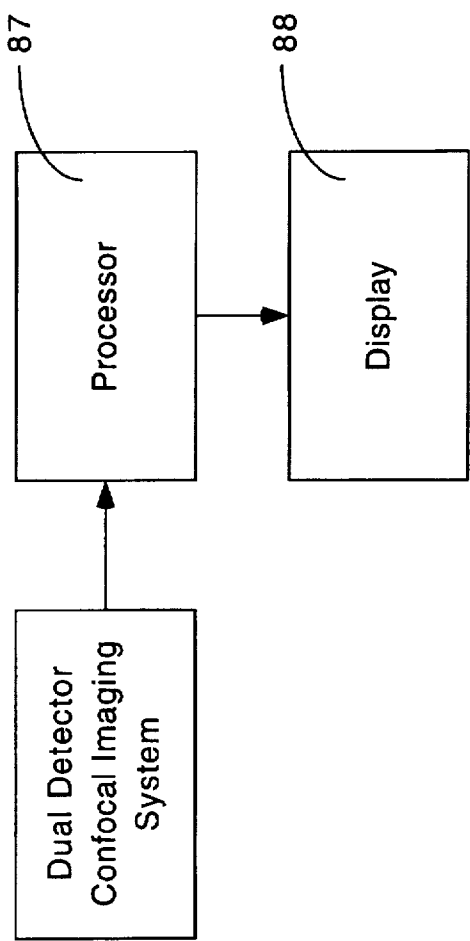 Dual Detector
Confocal Imaging
System
Processor
87
Display
88